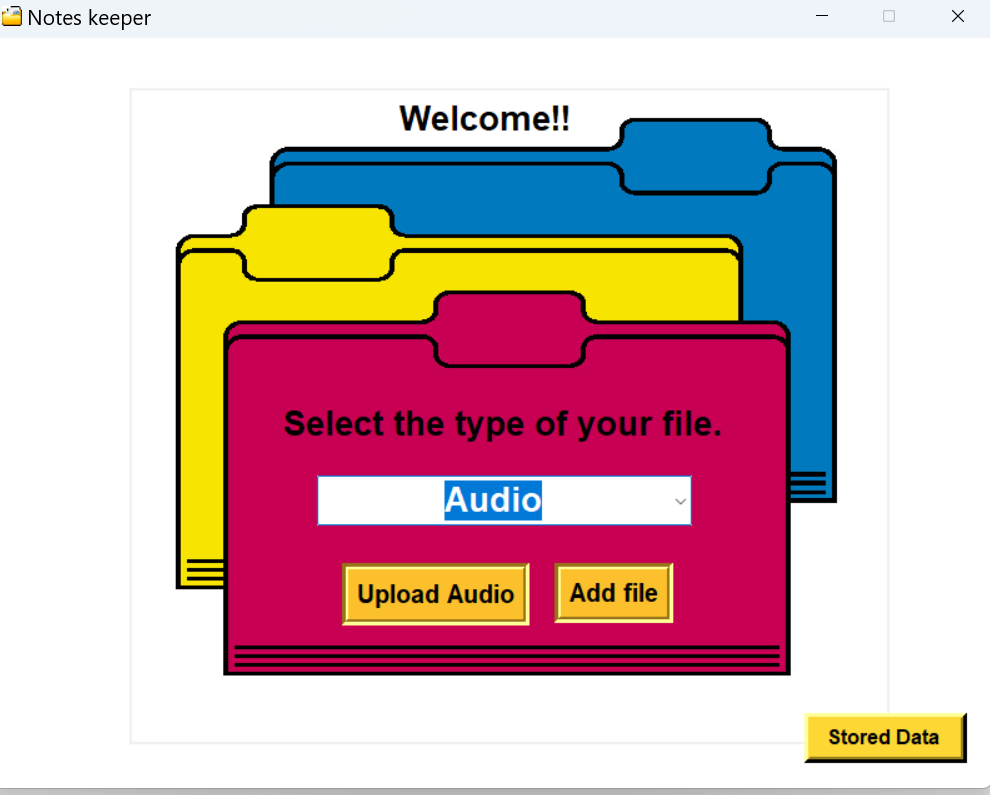 Notes keeper
Welcome!!
Select the type of your file.
Audio
Upload Audio
Add file
Stored Data